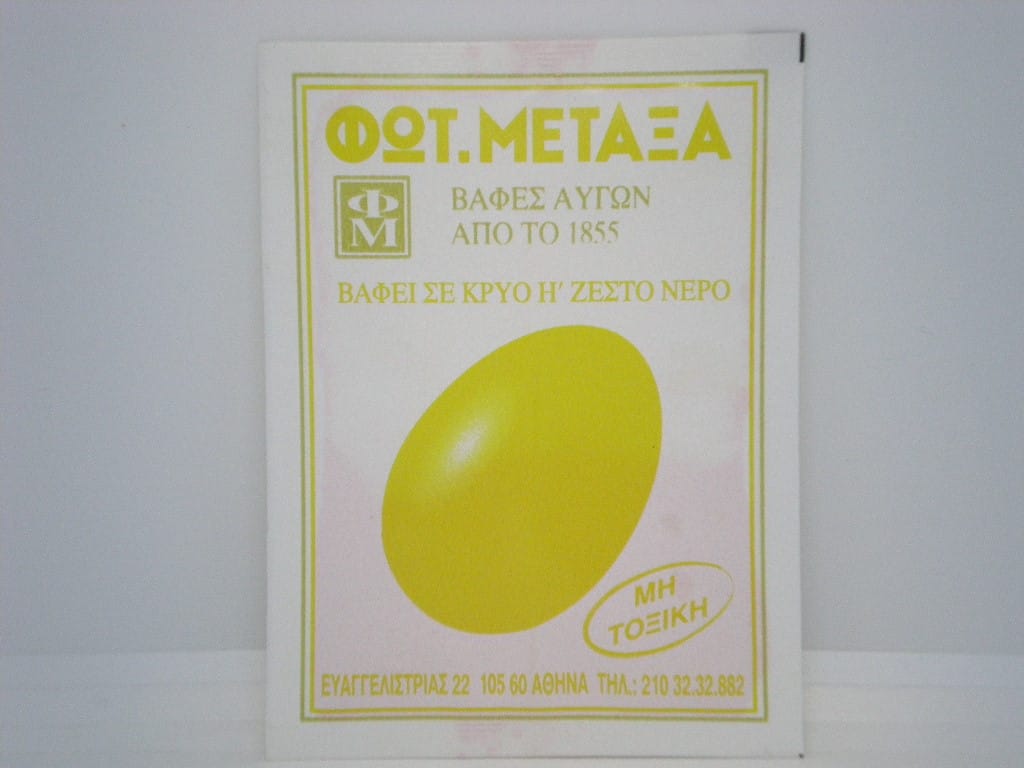 ΦΩΤ. ΜΕΤΑΞΑ
ΦΜ
ΒΑΦΕΣ ΑΥΓΩΝ
ΑΠΟ ΤΟ 1855
ΒΑΦΕΙ ΣΕ ΚΡΥΟ Η' ΖΕΣΤΟ ΝΕΡΟ
ΜΗ
ΤΟΞΙΚΗ
ΕΥΑΓΓΕΛΙΣΤΡΙΑΣ 22 105 60 ΑΘΗΝΑ ΤΗΛ.: 210 32.32.882